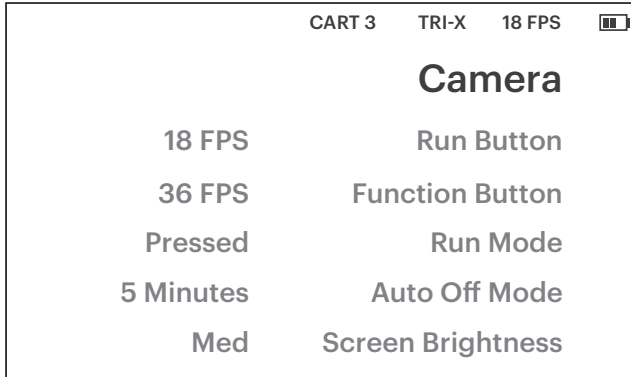 CART 3 TRI-X 18 FPS
Camera
18 FPS Run Button
36 FPS Function Button
Pressed Run Mode
5 Minutes Auto Off Mode
Med Screen Brightness